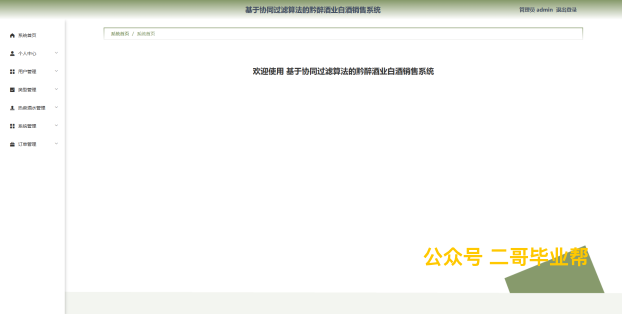 基于协同过滤算法的黔醉酒业白酒销售系统
管理员 admin 退出登录
系统首页
系统首页 / 系统首页
个人中心
用户管理
类型管理
热卖酒水管理
系统管理
订单管理
欢迎使用 基于协同过滤算法的黔醉酒业白酒销售系统
公众号 二哥毕业帮